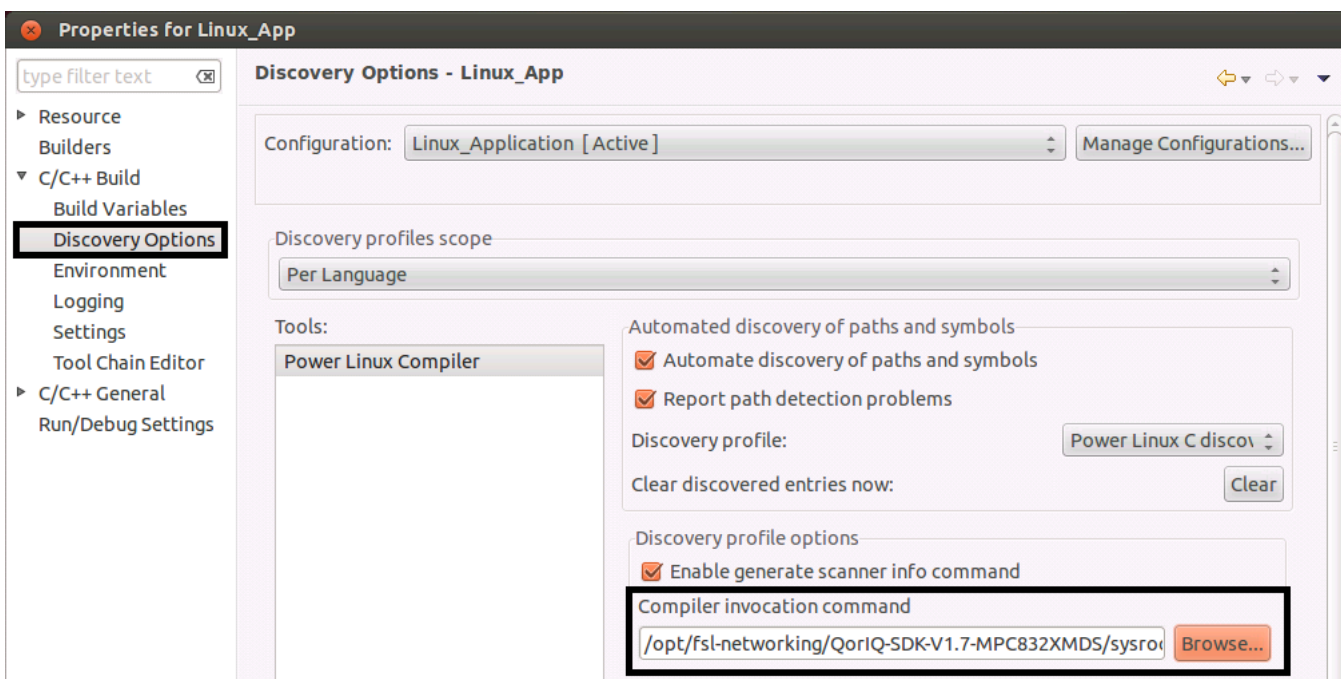 Properties for Linux_App
type filter text
Resource
Builders
C/C++ Build
Build Variables
Discovery Options
Environment
Logging
Settings
Tool Chain Editor
C/C++ General
Run/Debug Settings
Discovery Options - Linux_App
Configuration: Linux_Application [Active] Manage Configurations...
Discovery profiles scope
Per Language
Tools:
Power Linux Compiler
Automated discovery of paths and symbols
Automate discovery of paths and symbols
Report path detection problems
Discovery profile: Power Linux C discov
Clear discovered entries now: Clear
Discovery profile options
Enable generate scanner info command
Compiler invocation command
/opt/fsl-networking/QorIQ-SDK-V1.7-MPC832XMDS/sysroo Browse...